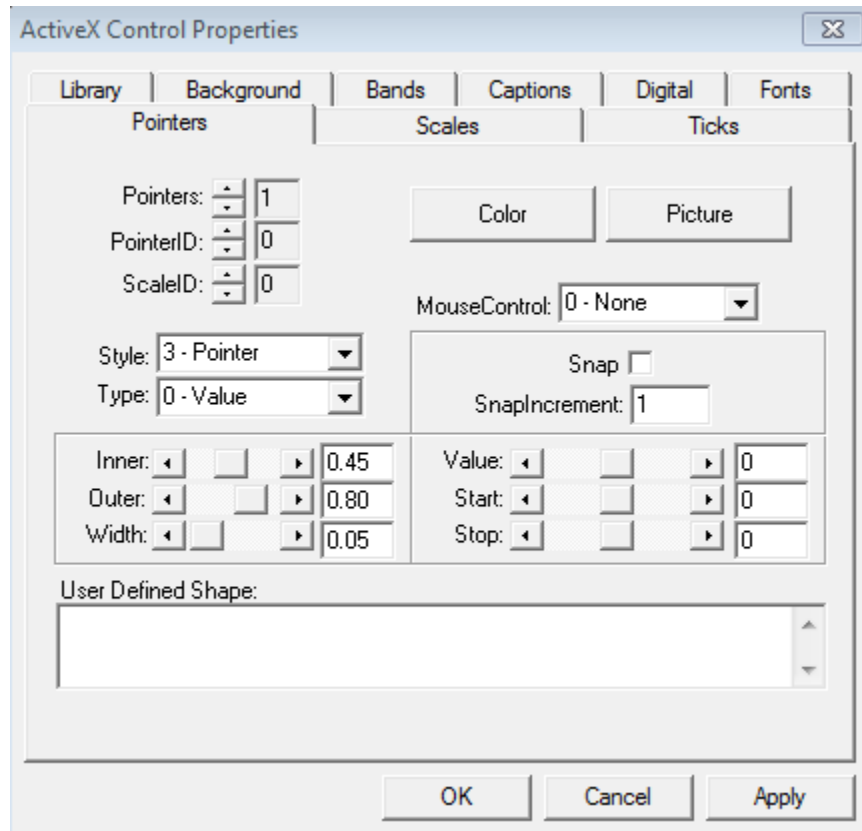 ActiveX Control Properties
Library Background Bands Captions Digital Fonts
Pointers Scales Ticks
Pointers: 1
PointerID: 0
ScaleID: 0
Color Picture
MouseControl: 0 - None
Style: 3 - Pointer
Type: 0 - Value
Snap
SnapIncrement: 1
Inner: 0.45
Outer: 0.80
Width: 0.05
Value: 0
Start: 0
Stop: 0
User Defined Shape:
OK Cancel Apply